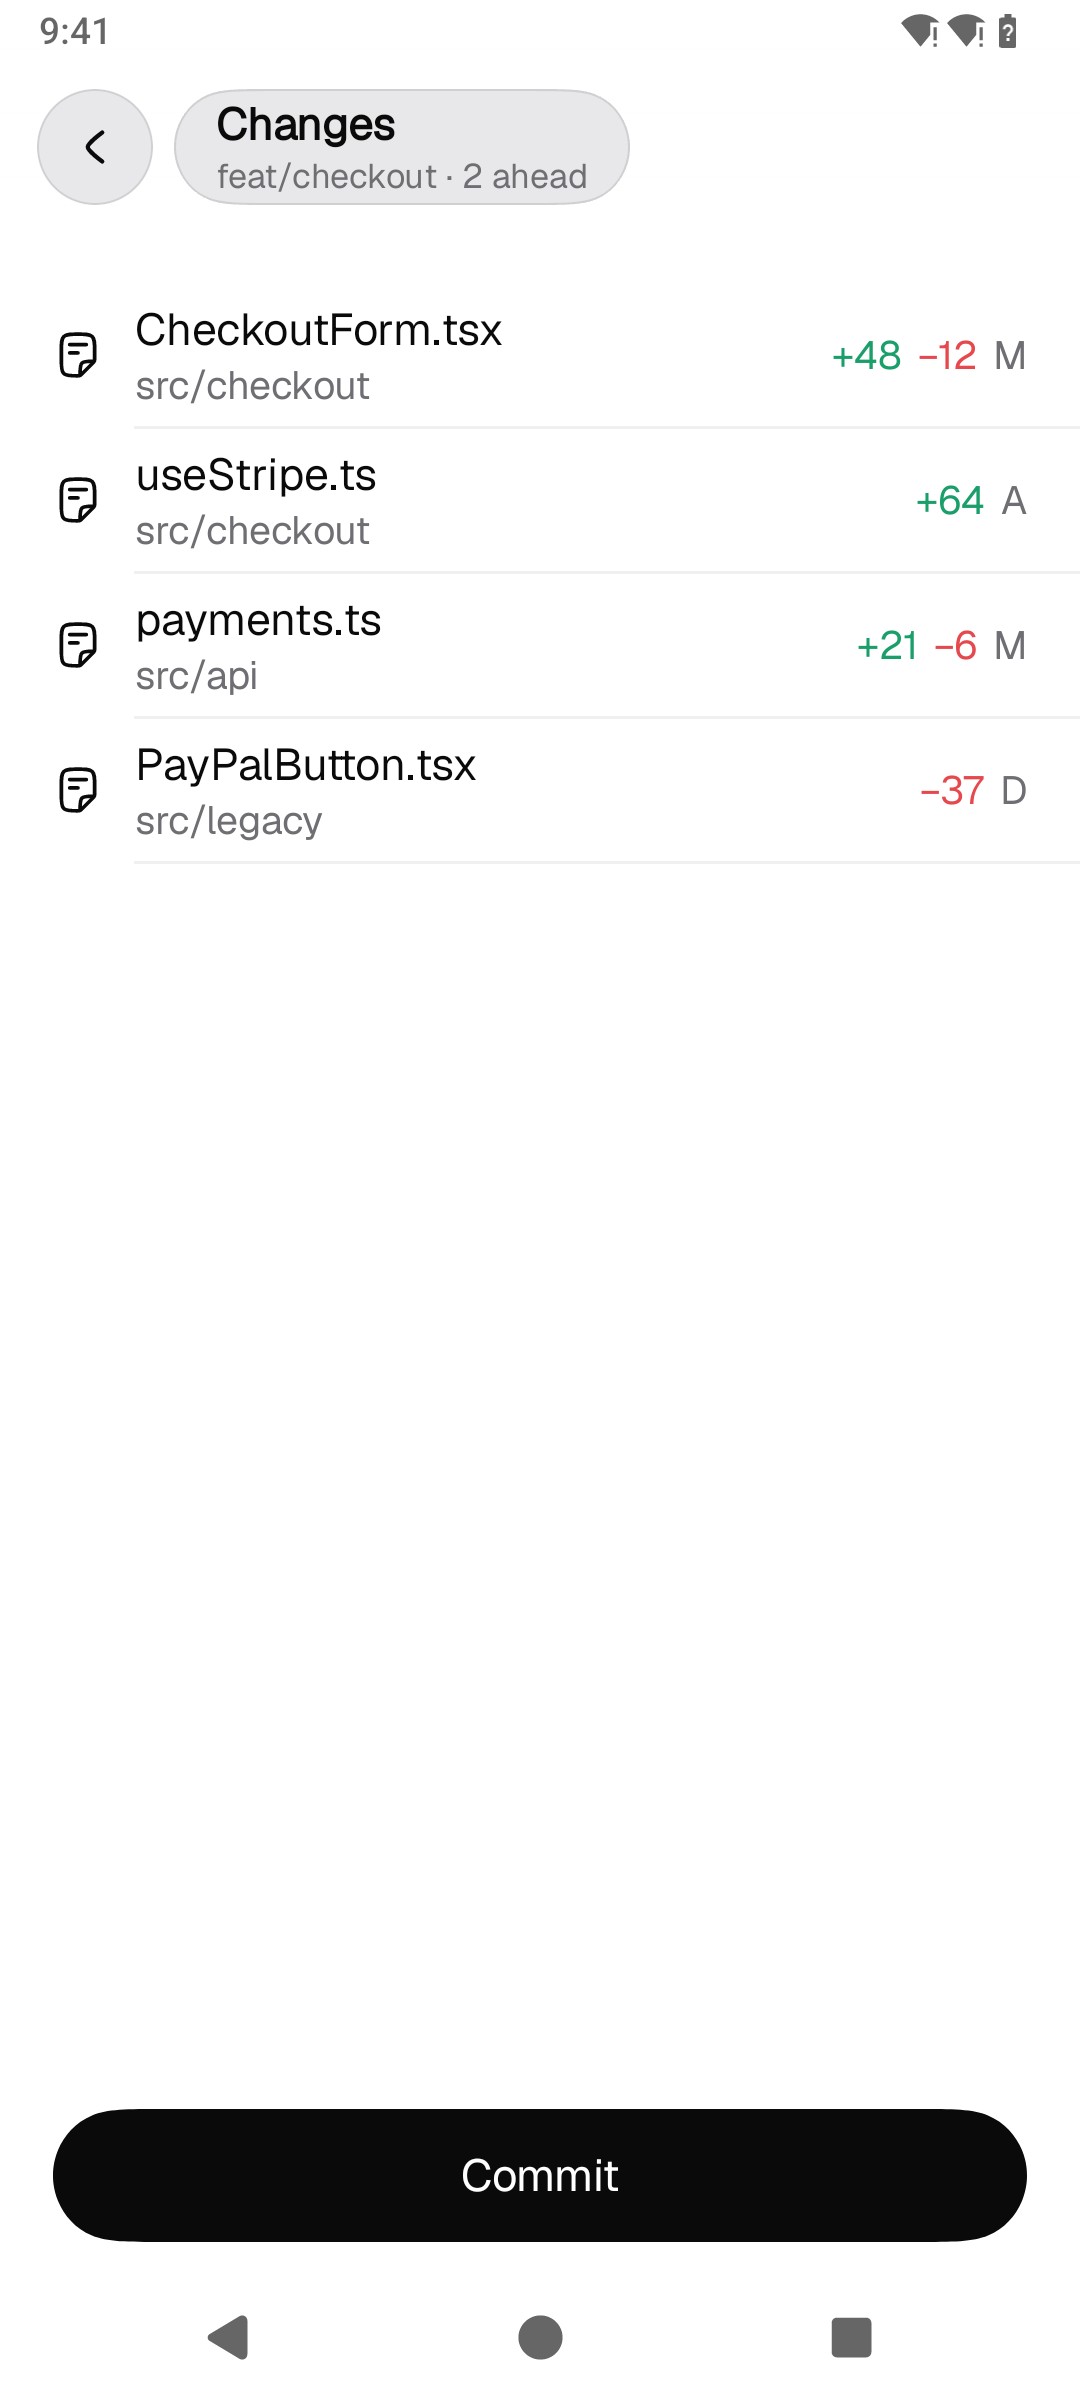 9:41
Changes
feat/checkout · 2 ahead
CheckoutForm.tsx
src/checkout
+48 −12 M
useStripe.ts
src/checkout
+64 A
payments.ts
src/api
+21 −6 M
PayPalButton.tsx
src/legacy
−37 D
Commit